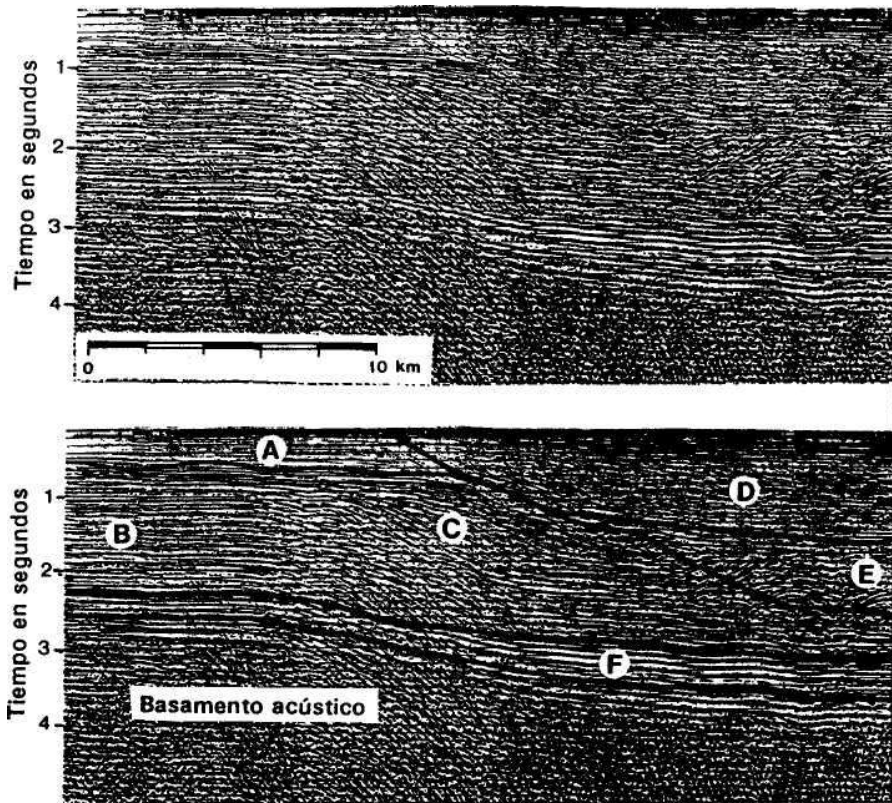 Tiempo en segundos
1
2
3
4
0
10 km
Tiempo en segundos
1
2
3
4
A
B
C
D
E
F
Basamento acústico